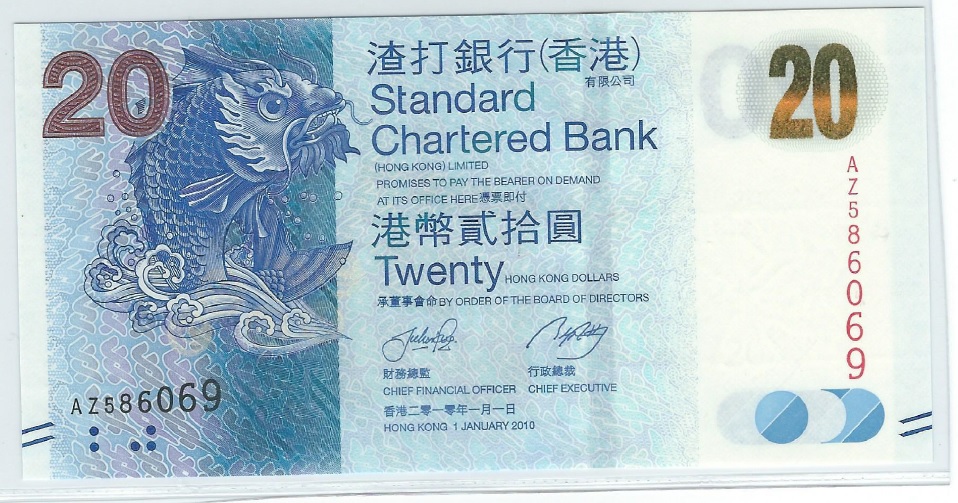 20
渣打銀行(香港)
有限公司
Standard
Chartered Bank
(HONG KONG) LIMITED
PROMISES TO PAY THE BEARER ON DEMAND
AT ITS OFFICE HERE憑票即付
港幣貳拾圓
Twenty HONG KONG DOLLARS
承董事會命 BY ORDER OF THE BOARD OF DIRECTORS
財務總監 行政總裁
CHIEF FINANCIAL OFFICER CHIEF EXECUTIVE
香港二零一零年一月一日
HONG KONG 1 JANUARY 2010
AZ586069
20
AZ586069